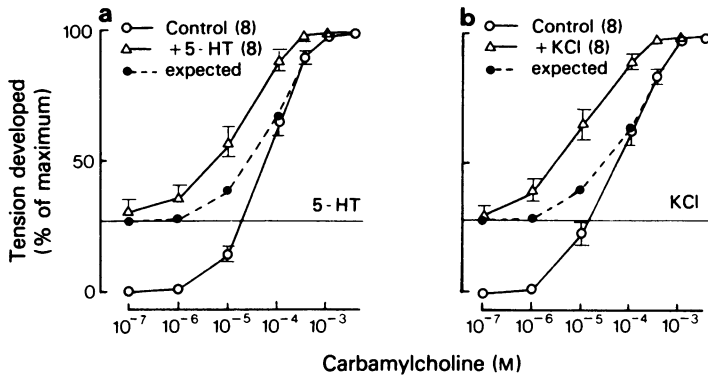 a
Control (8)
+ 5-HT (8)
expected
100
50
0
Tension developed
(% of maximum)
5-HT
10⁻⁷ 10⁻⁶ 10⁻⁵ 10⁻⁴ 10⁻³
b
Control (8)
+ KCl (8)
expected
KCl
10⁻⁷ 10⁻⁶ 10⁻⁵ 10⁻⁴ 10⁻³
Carbamylcholine (M)